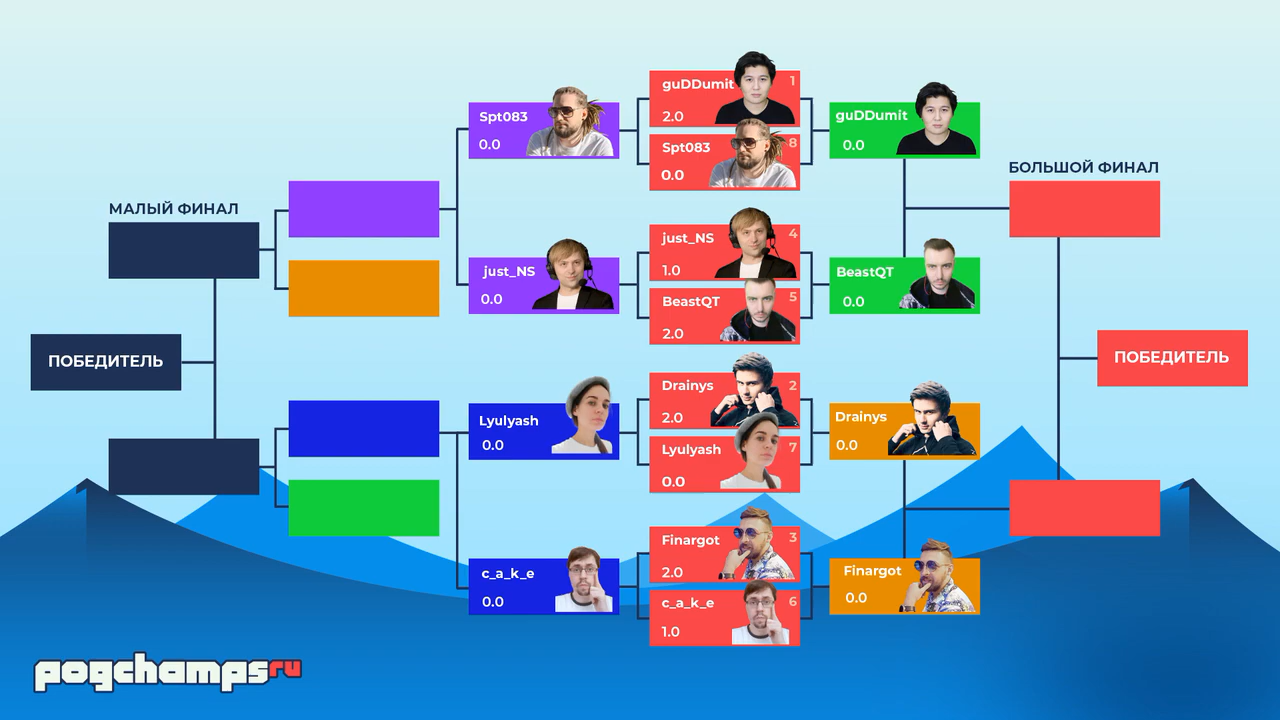 МАЛЫЙ ФИНАЛ
ПОБЕДИТЕЛЬ
Spt083
0.0
just_NS
0.0
Lyulyash
0.0
c_a_k_e
0.0
guDDumit 1
2.0
Spt083 8
0.0
just_NS 4
1.0
BeastQT 5
2.0
Drainys 2
2.0
Lyulyash 7
0.0
Finargot 3
2.0
c_a_k_e 6
1.0
guDDumit
0.0
BeastQT
0.0
Drainys
0.0
Finargot
0.0
БОЛЬШОЙ ФИНАЛ
ПОБЕДИТЕЛЬ
pogchamps ru